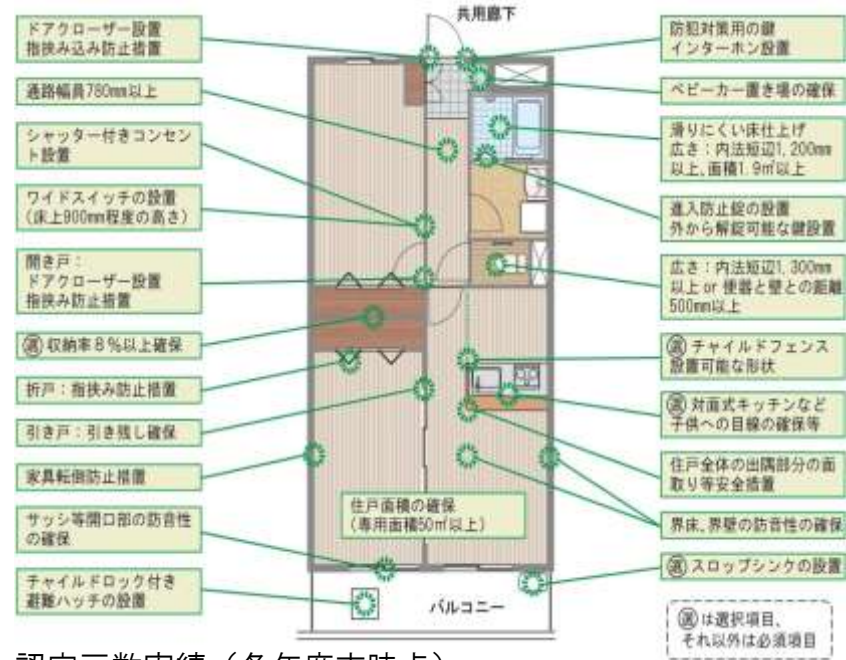 共用廊下
ドアクローザー設置
指挟み込み防止措置
通路幅員780mm以上
シャッター付きコンセン
ト設置
ワイドスイッチの設置
(床上900mm程度の高さ)
開き戸：
ドアクローザー設置
指挟み防止措置
選 収納率８％以上確保
折戸：指挟み防止措置
引き戸：引き残し確保
家具転倒防止措置
サッシ等開口部の防音性
の確保
チャイルドロック付き
避難ハッチの設置
住戸面積の確保
(専用面積50㎡以上)
バルコニー
防犯対策用の鍵
インターホン設置
ベビーカー置き場の確保
滑りにくい床仕上げ
広さ：内法短辺1,200mm
以上、面積1.9㎡以上
進入防止錠の設置
外から解錠可能な鍵設置
広さ：内法短辺1,300mm
以上 or 便器と壁との距離
500mm以上
選 チャイルドフェンス
設置可能な形状
選 対面式キッチンなど
子供への目線の確保等
住戸全体の出隅部分の面
取り等安全措置
界床、界壁の防音性の確保
選 スロップシンクの設置
選は選択項目、
それ以外は必須項目
認定戸数実績（各年度末時点）